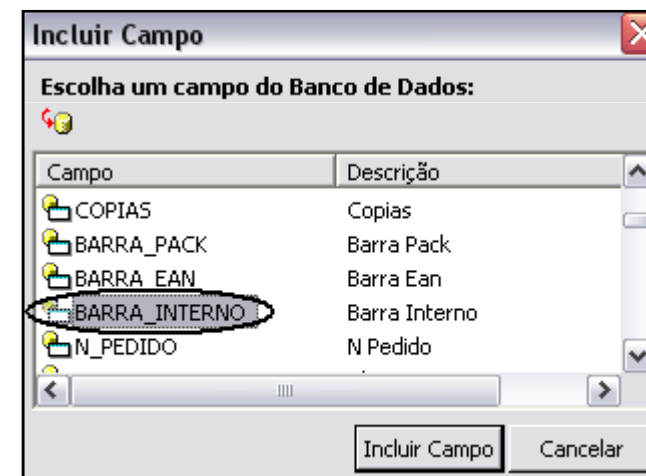 Incluir Campo
Escolha um campo do Banco de Dados:
Campo Descrição
COPIAS Copias
BARRA_PACK Barra Pack
BARRA_EAN Barra Ean
BARRA_INTERNO Barra Interno
N_PEDIDO N Pedido
Incluir Campo Cancelar